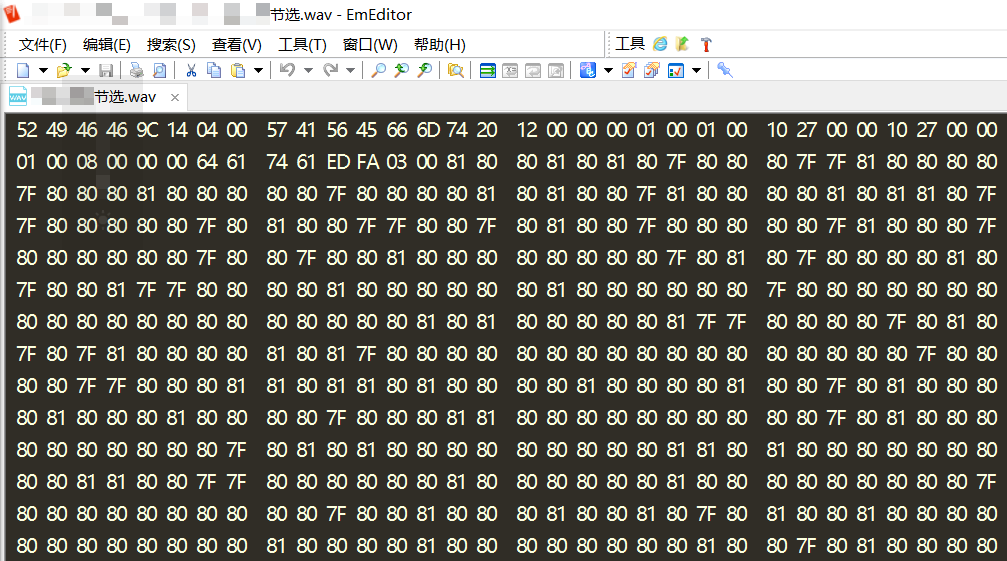 节选.wav - EmEditor
文件(F) 编辑(E) 搜索(S) 查看(V) 工具(T) 窗口(W) 帮助(H) 工具
节选.wav ×
52 49 46 46 9C 14 04 00 57 41 56 45 66 6D 74 20 12 00 00 00 01 00 01 00 10 27 00 00 10 27 00 00
01 00 08 00 00 00 64 61 74 61 ED FA 03 00 81 80 80 81 80 81 80 7F 80 80 80 7F 7F 81 80 80 80 80
7F 80 80 80 81 80 80 80 80 80 7F 80 80 80 80 81 80 81 80 80 7F 81 80 80 80 80 81 80 81 81 80 7F
7F 80 80 80 80 80 7F 80 81 80 80 7F 7F 80 80 7F 80 81 80 80 7F 80 80 80 80 80 7F 81 80 80 80 7F
80 80 80 80 80 80 7F 80 80 7F 80 80 81 80 80 80 80 80 80 80 80 7F 80 81 80 7F 80 80 80 80 81 80
7F 80 80 81 7F 7F 80 80 80 80 81 80 80 80 80 80 80 81 80 80 80 80 80 80 7F 80 80 80 80 80 80 80
80 80 80 80 80 80 80 80 80 80 80 80 80 81 80 81 80 80 80 80 80 81 7F 7F 80 80 80 80 7F 80 81 80
7F 80 7F 81 80 80 80 80 81 80 81 7F 80 80 80 80 80 80 80 80 80 80 80 80 80 80 80 80 80 7F 80 80
80 80 7F 7F 80 80 80 81 81 80 81 81 80 81 80 80 80 80 81 80 80 80 80 81 80 80 7F 80 81 80 80 80
80 81 80 80 80 81 80 80 80 80 7F 80 80 80 81 81 80 80 80 80 80 80 80 80 80 80 7F 80 81 80 80 80
80 80 80 80 80 80 80 7F 80 81 80 81 80 80 80 80 80 80 80 80 80 81 81 80 81 80 80 80 80 80 80 80
80 80 81 81 80 80 7F 7F 80 80 80 80 80 80 81 80 80 80 80 80 80 81 80 80 80 80 80 80 80 80 80 7F
80 80 80 80 80 80 80 80 80 80 7F 80 80 81 80 80 80 81 80 80 81 80 7F 80 81 80 80 81 80 80 80 80
80 80 80 80 80 80 80 80 81 80 80 80 80 81 80 80 80 80 80 80 80 80 81 80 80 7F 80 81 80 80 80 80